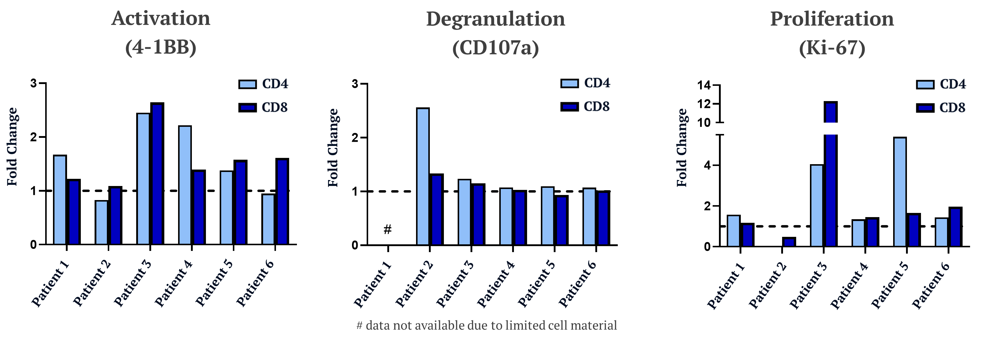 Activation
(4-1BB)
3
2
1
0
Fold Change
CD4
CD8
Patient 1
Patient 2
Patient 3
Patient 4
Patient 5
Patient 6
Degranulation
(CD107a)
3
2
1
0
Fold Change
CD4
CD8
#
Patient 1
Patient 2
Patient 3
Patient 4
Patient 5
Patient 6
# data not available due to limited cell material
Proliferation
(Ki-67)
14
12
10
4
2
0
Fold Change
CD4
CD8
Patient 1
Patient 2
Patient 3
Patient 4
Patient 5
Patient 6